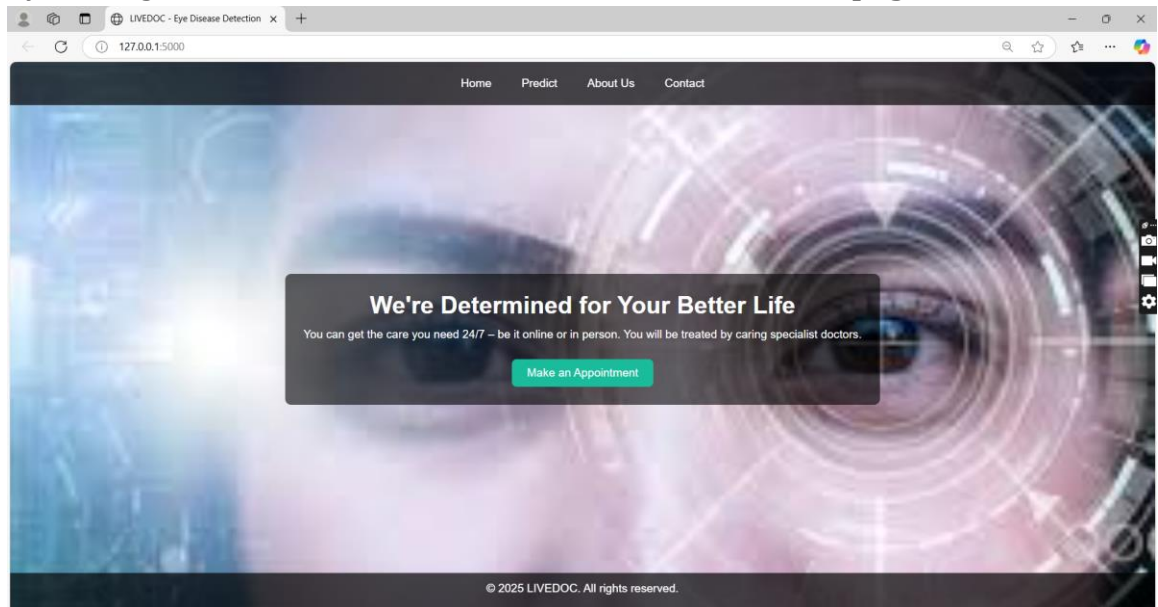 LIVEDOC - Eye Disease Detection
127.0.0.1:5000
Home Predict About Us Contact
We're Determined for Your Better Life
You can get the care you need 24/7 – be it online or in person. You will be treated by caring specialist doctors.
Make an Appointment
© 2025 LIVEDOC. All rights reserved.